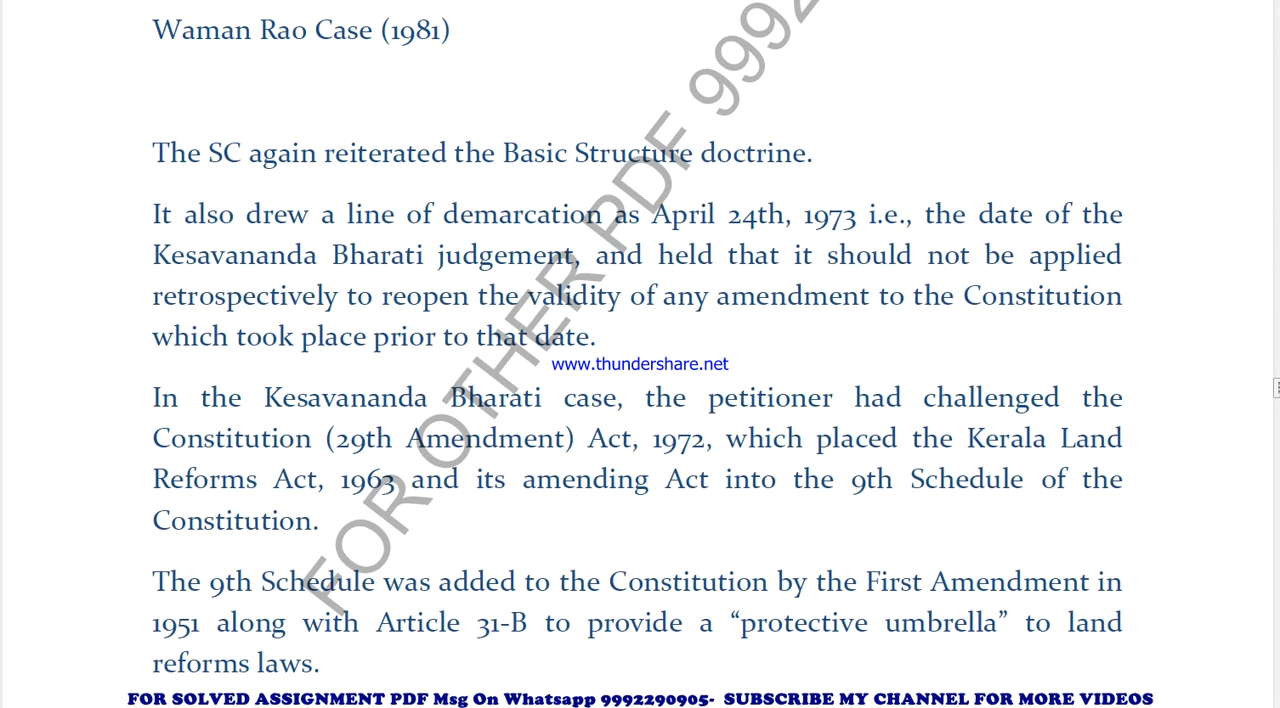 Waman Rao Case (1981)
The SC again reiterated the Basic Structure doctrine.
It also drew a line of demarcation as April 24th, 1973 i.e., the date of the
Kesavananda Bharati judgement, and held that it should not be applied
retrospectively to reopen the validity of any amendment to the Constitution
which took place prior to that date.
www.thundershare.net
In the Kesavananda Bharati case, the petitioner had challenged the
Constitution (29th Amendment) Act, 1972, which placed the Kerala Land
Reforms Act, 1963 and its amending Act into the 9th Schedule of the
Constitution.
The 9th Schedule was added to the Constitution by the First Amendment in
1951 along with Article 31-B to provide a “protective umbrella” to land
reforms laws.
FOR OTHER PDF 9992
FOR SOLVED ASSIGNMENT PDF Msg On Whatsapp 9992290905- SUBSCRIBE MY CHANNEL FOR MORE VIDEOS